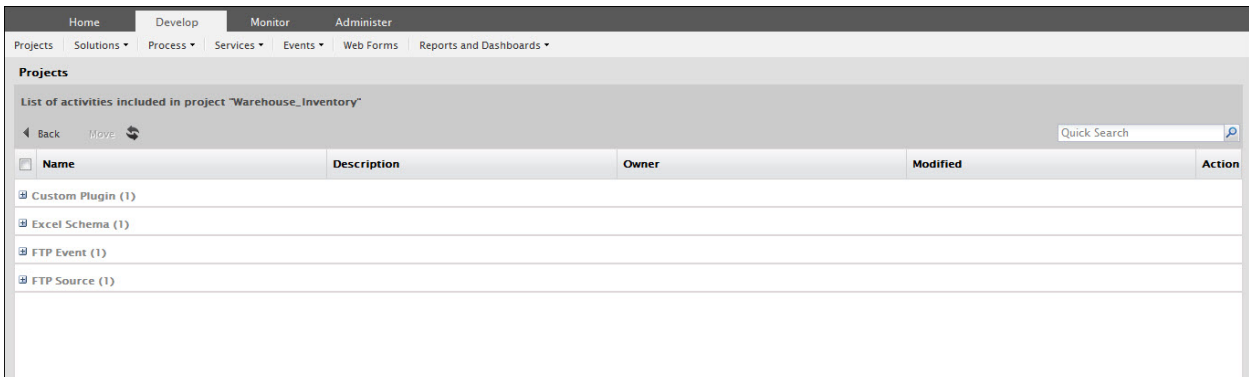 Home Develop Monitor Administer
Projects Solutions Process Services Events Web Forms Reports and Dashboards
Projects
List of activities included in project "Warehouse_Inventory"
Back Move Quick Search
Name Description Owner Modified Action
Custom Plugin (1)
Excel Schema (1)
FTP Event (1)
FTP Source (1)